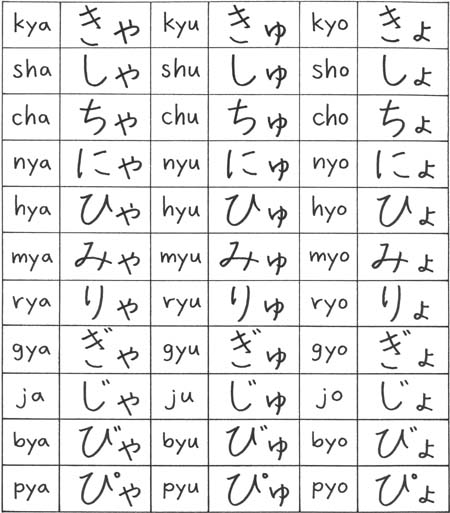 kya きゃ kyu きゅ kyo きょ
sha しゃ shu しゅ sho しょ
cha ちゃ chu ちゅ cho ちょ
nya にゃ nyu にゅ nyo にょ
hya ひゃ hyu ひゅ hyo ひょ
mya みゃ myu みゅ myo みょ
rya りゃ ryu りゅ ryo りょ
gya ぎゃ gyu ぎゅ gyo ぎょ
ja じゃ ju じゅ jo じょ
bya びゃ byu びゅ byo びょ
pya ぴゃ pyu ぴゅ pyo ぴょ